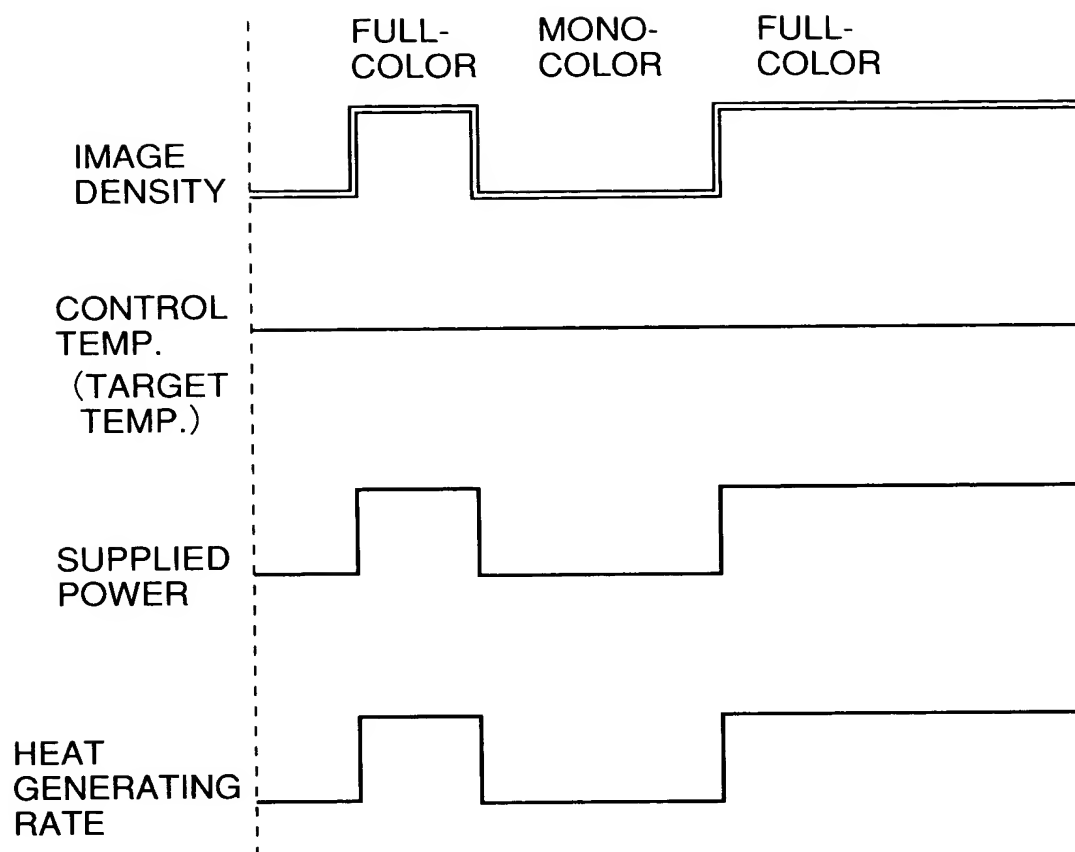 FULL-
COLOR
MONO-
COLOR
FULL-
COLOR
IMAGE
DENSITY
CONTROL
TEMP.
(TARGET
TEMP.)
SUPPLIED
POWER
HEAT
GENERATING
RATE